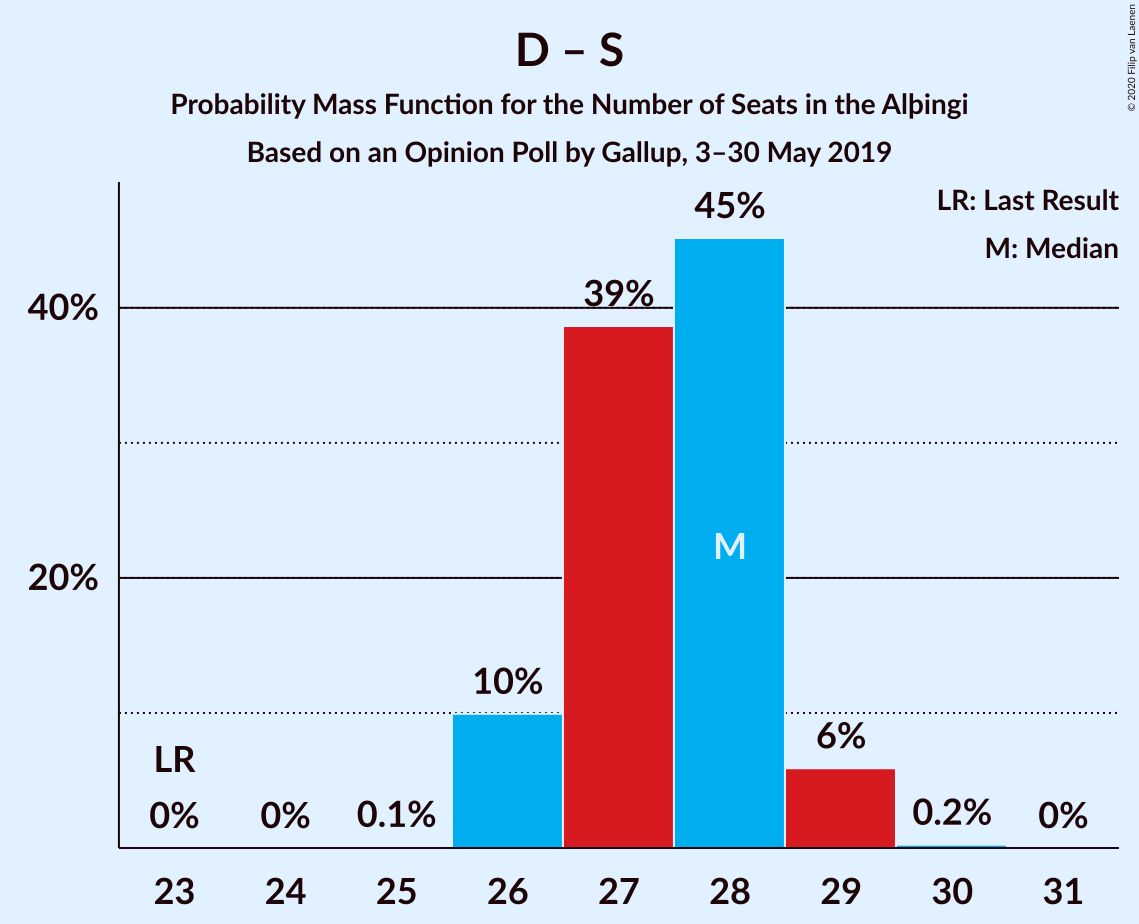 D – S
Probability Mass Function for the Number of Seats in the Alþingi
Based on an Opinion Poll by Gallup, 3–30 May 2019
© 2020 Filip van Laenen
LR: Last Result
M: Median
45%
39%
40%
M
20%
10%
6%
LR
0%
0%
0.1%
0.2%
0%
23 24 25 26 27 28 29 30 31